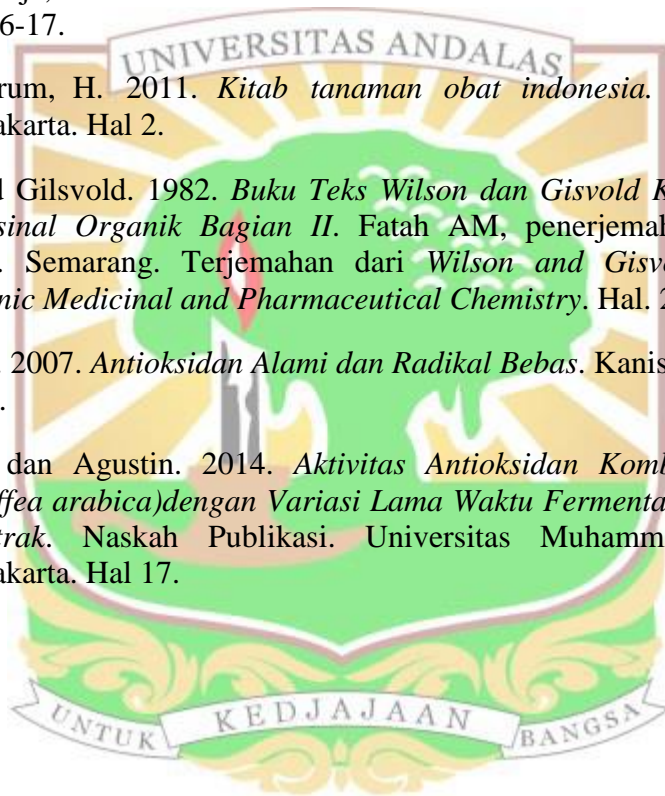 6-17.
UNIVERSITAS ANDALAS
rum, H. 2011. Kitab tanaman obat indonesia.
akarta. Hal 2.
d Gilsvold. 1982. Buku Teks Wilson dan Gisvold K
sinal Organik Bagian II. Fatah AM, penerjemah
. Semarang. Terjemahan dari Wilson and Gisv
nic Medicinal and Pharmaceutical Chemistry. Hal. 2
. 2007. Antioksidan Alami dan Radikal Bebas. Kanis
.
dan Agustin. 2014. Aktivitas Antioksidan Komb
ffea arabica)dengan Variasi Lama Waktu Fermenta
trak. Naskah Publikasi. Universitas Muhamm
akarta. Hal 17.
UNTUK KEDJAJAAN BANGSA